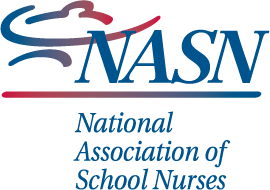 NASN
National
Association of
School Nurses